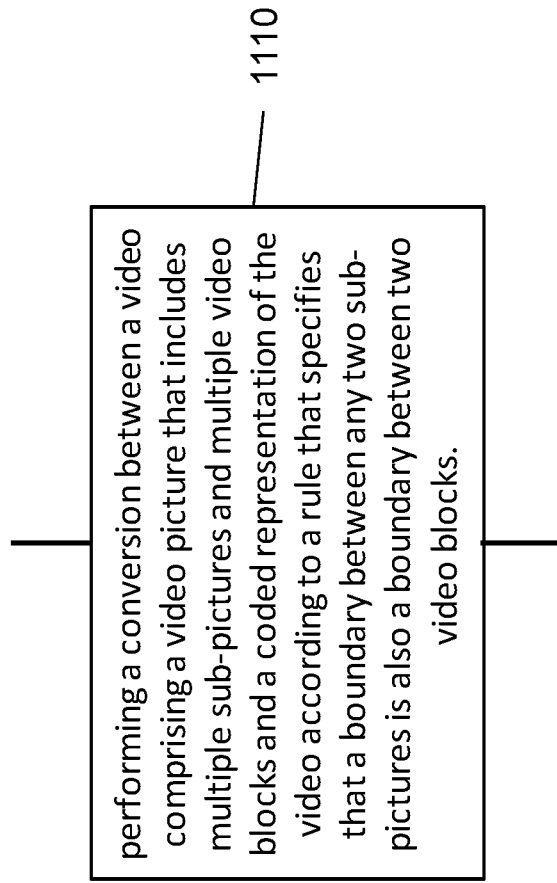 performing a conversion between a video
comprising a video picture that includes
multiple sub-pictures and multiple video
blocks and a coded representation of the
video according to a rule that specifies
that a boundary between any two sub-
pictures is also a boundary between two
video blocks.
1110